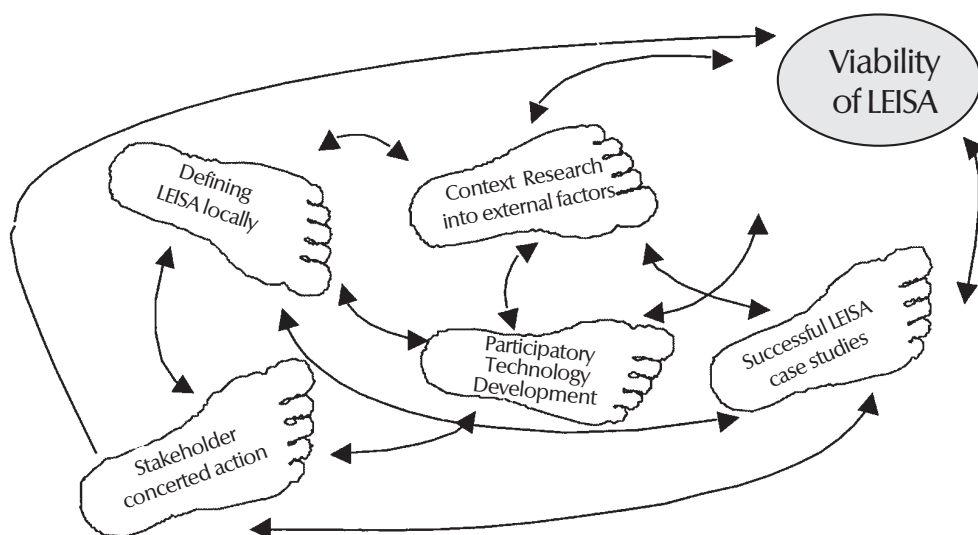 Viability
of LEISA
Defining
LEISA locally
Context Research
into external factors
Participatory
Technology
Development
Successful LEISA
case studies
Stakeholder
concerted action